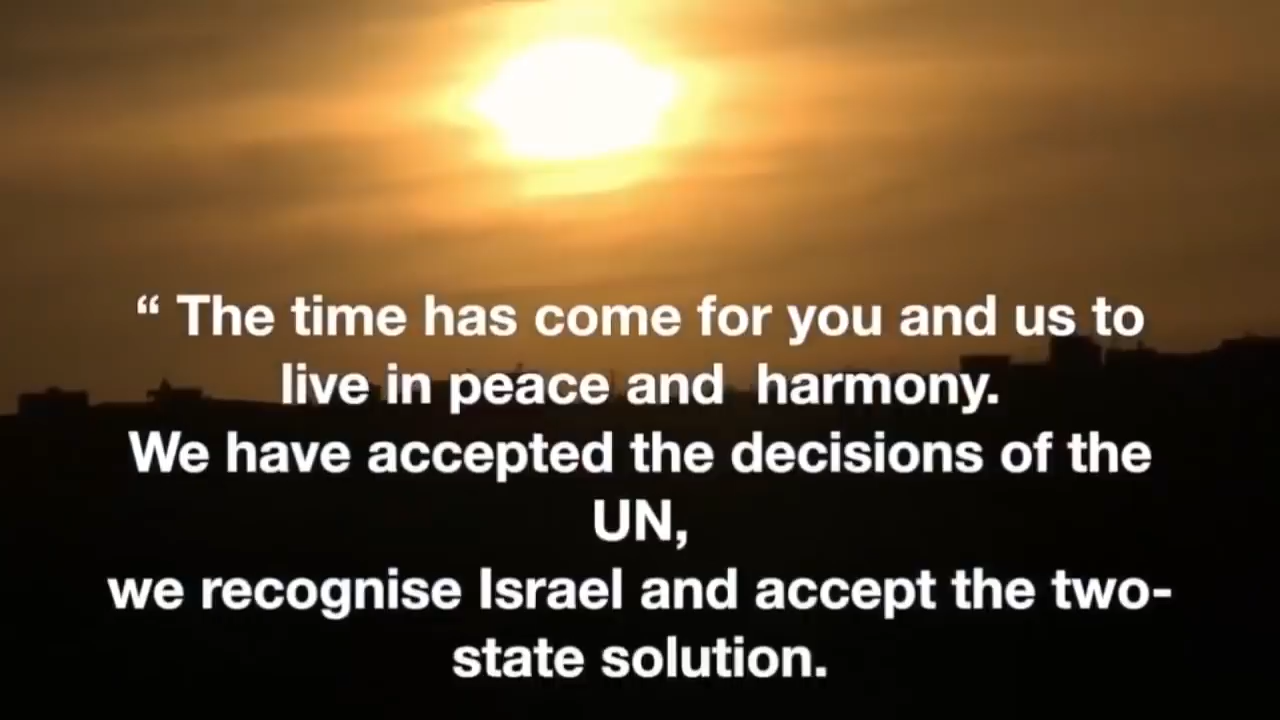 “ The time has come for you and us to
live in peace and  harmony.
We have accepted the decisions of the
UN,
we recognise Israel and accept the two-
state solution.